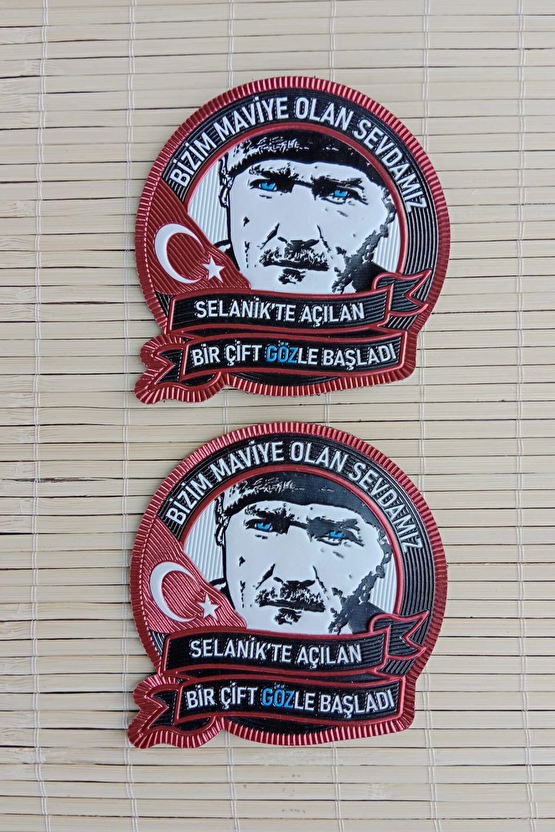 BİZİM MAVİYE OLAN SEVDAMIZ
SELANİK'TE AÇILAN
BİR ÇİFT GÖZLE BAŞLADI
BİZİM MAVİYE OLAN SEVDAMIZ
SELANİK'TE AÇILAN
BİR ÇİFT GÖZLE BAŞLADI